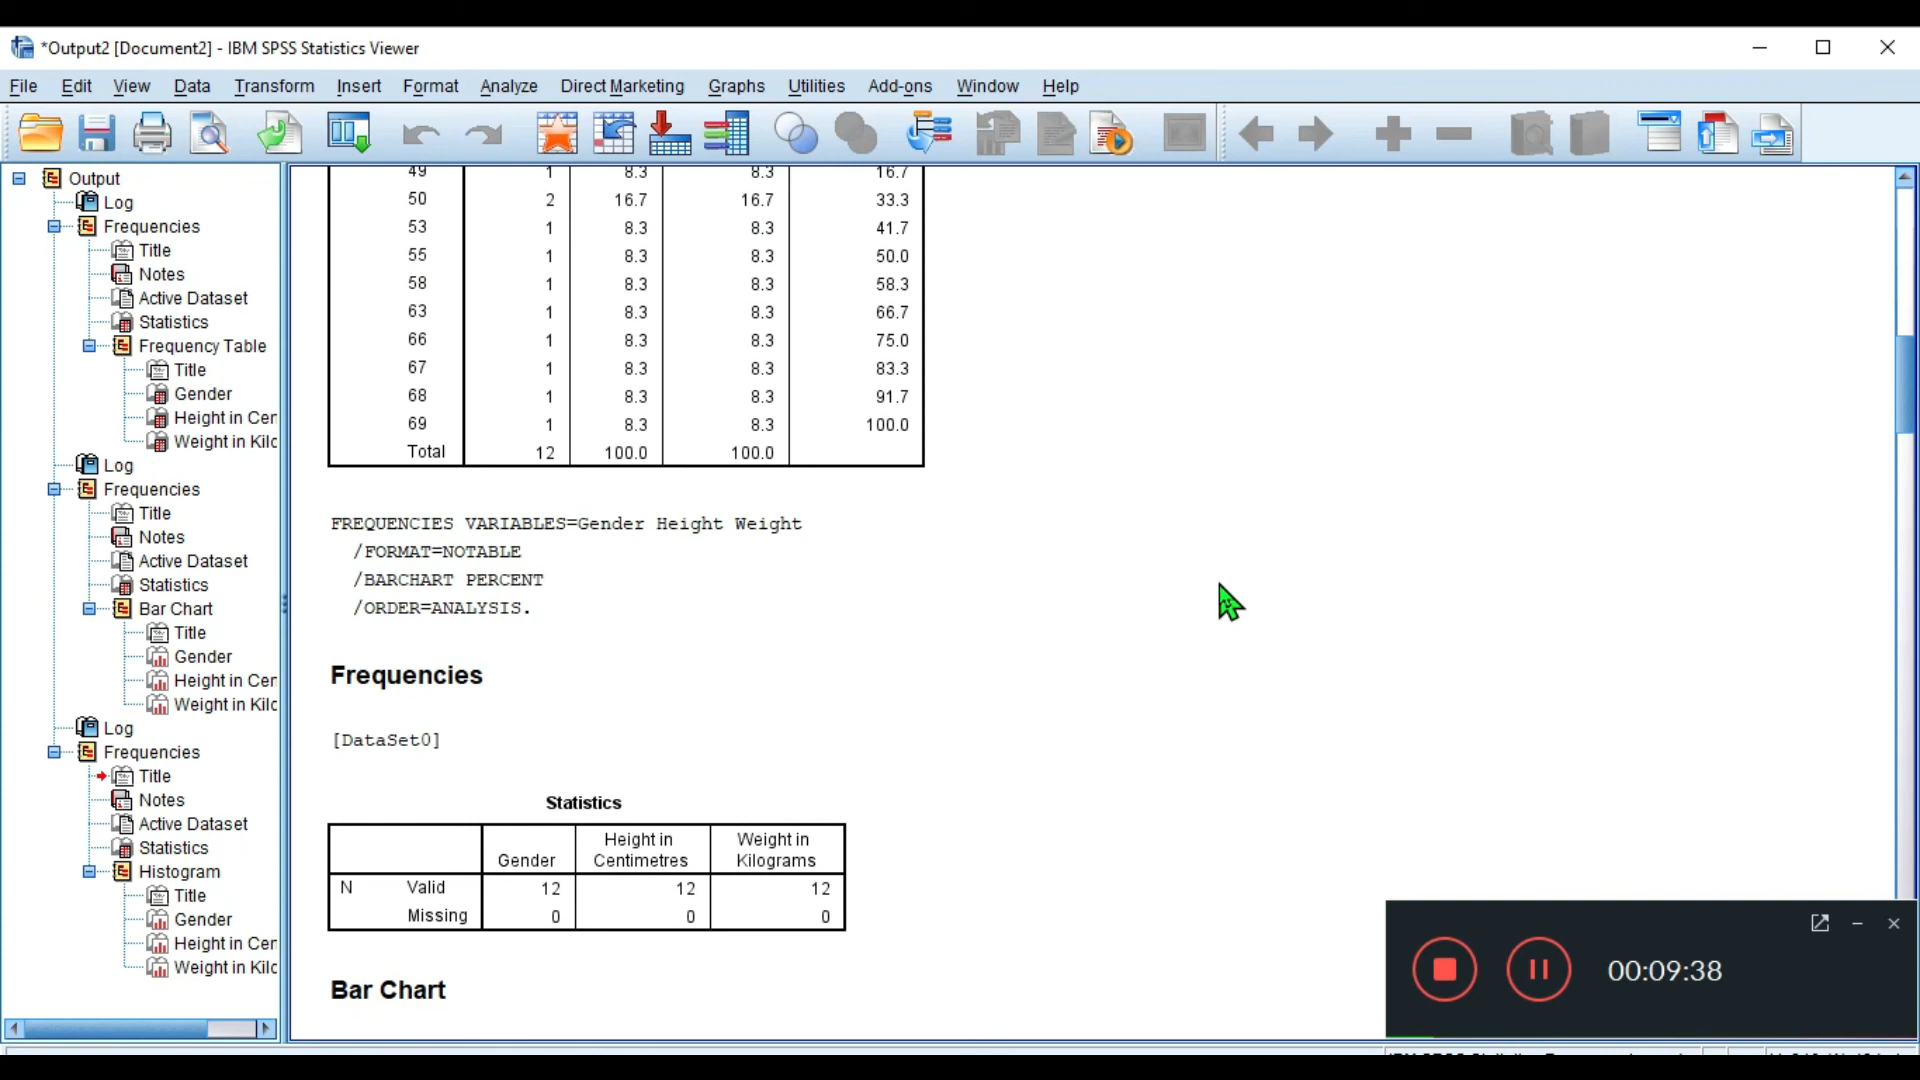 *Output2 [Document2] - IBM SPSS Statistics Viewer
File Edit View Data Transform Insert Format Analyze Direct Marketing Graphs Utilities Add-ons Window Help
Output
Log
Frequencies
Title
Notes
Active Dataset
Statistics
Frequency Table
Title
Gender
Height in Cer
Weight in Kilc
Log
Frequencies
Title
Notes
Active Dataset
Statistics
Bar Chart
Title
Gender
Height in Cer
Weight in Kilc
Log
Frequencies
Title
Notes
Active Dataset
Statistics
Histogram
Title
Gender
Height in Cer
Weight in Kilc
49 1 8.3 8.3 16.7
50 2 16.7 16.7 33.3
53 1 8.3 8.3 41.7
55 1 8.3 8.3 50.0
58 1 8.3 8.3 58.3
63 1 8.3 8.3 66.7
66 1 8.3 8.3 75.0
67 1 8.3 8.3 83.3
68 1 8.3 8.3 91.7
69 1 8.3 8.3 100.0
Total 12 100.0 100.0
FREQUENCIES VARIABLES=Gender Height Weight
/FORMAT=NOTABLE
/BARCHART PERCENT
/ORDER=ANALYSIS.
Frequencies
[DataSet0]
Statistics
Gender Height in Centimetres Weight in Kilograms
N Valid 12 12 12
Missing 0 0 0
Bar Chart
00:09:38